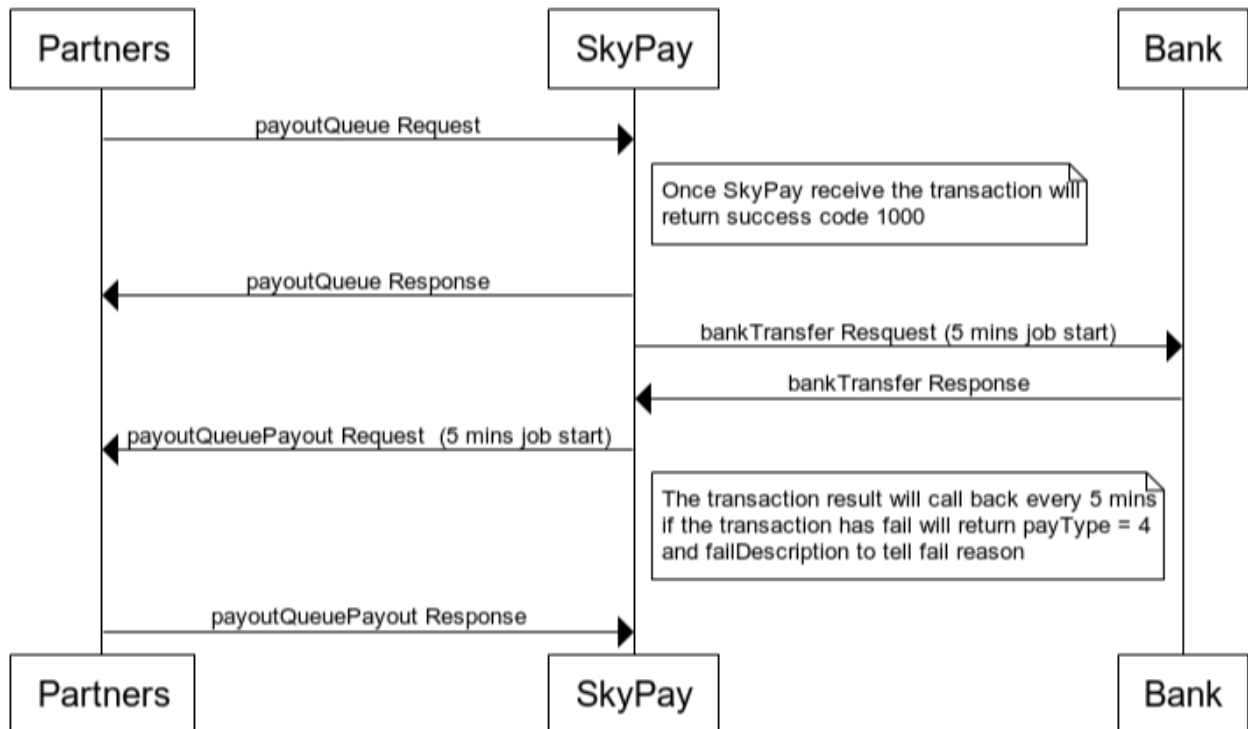 Partners
SkyPay
Bank
payoutQueue Request
Once SkyPay receive the transaction will
return success code 1000
payoutQueue Response
bankTransfer Resquest (5 mins job start)
bankTransfer Response
payoutQueuePayout Request  (5 mins job start)
The transaction result will call back every 5 mins
if the transaction has fail will return payType = 4
and failDescription to tell fail reason
payoutQueuePayout Response
Partners
SkyPay
Bank